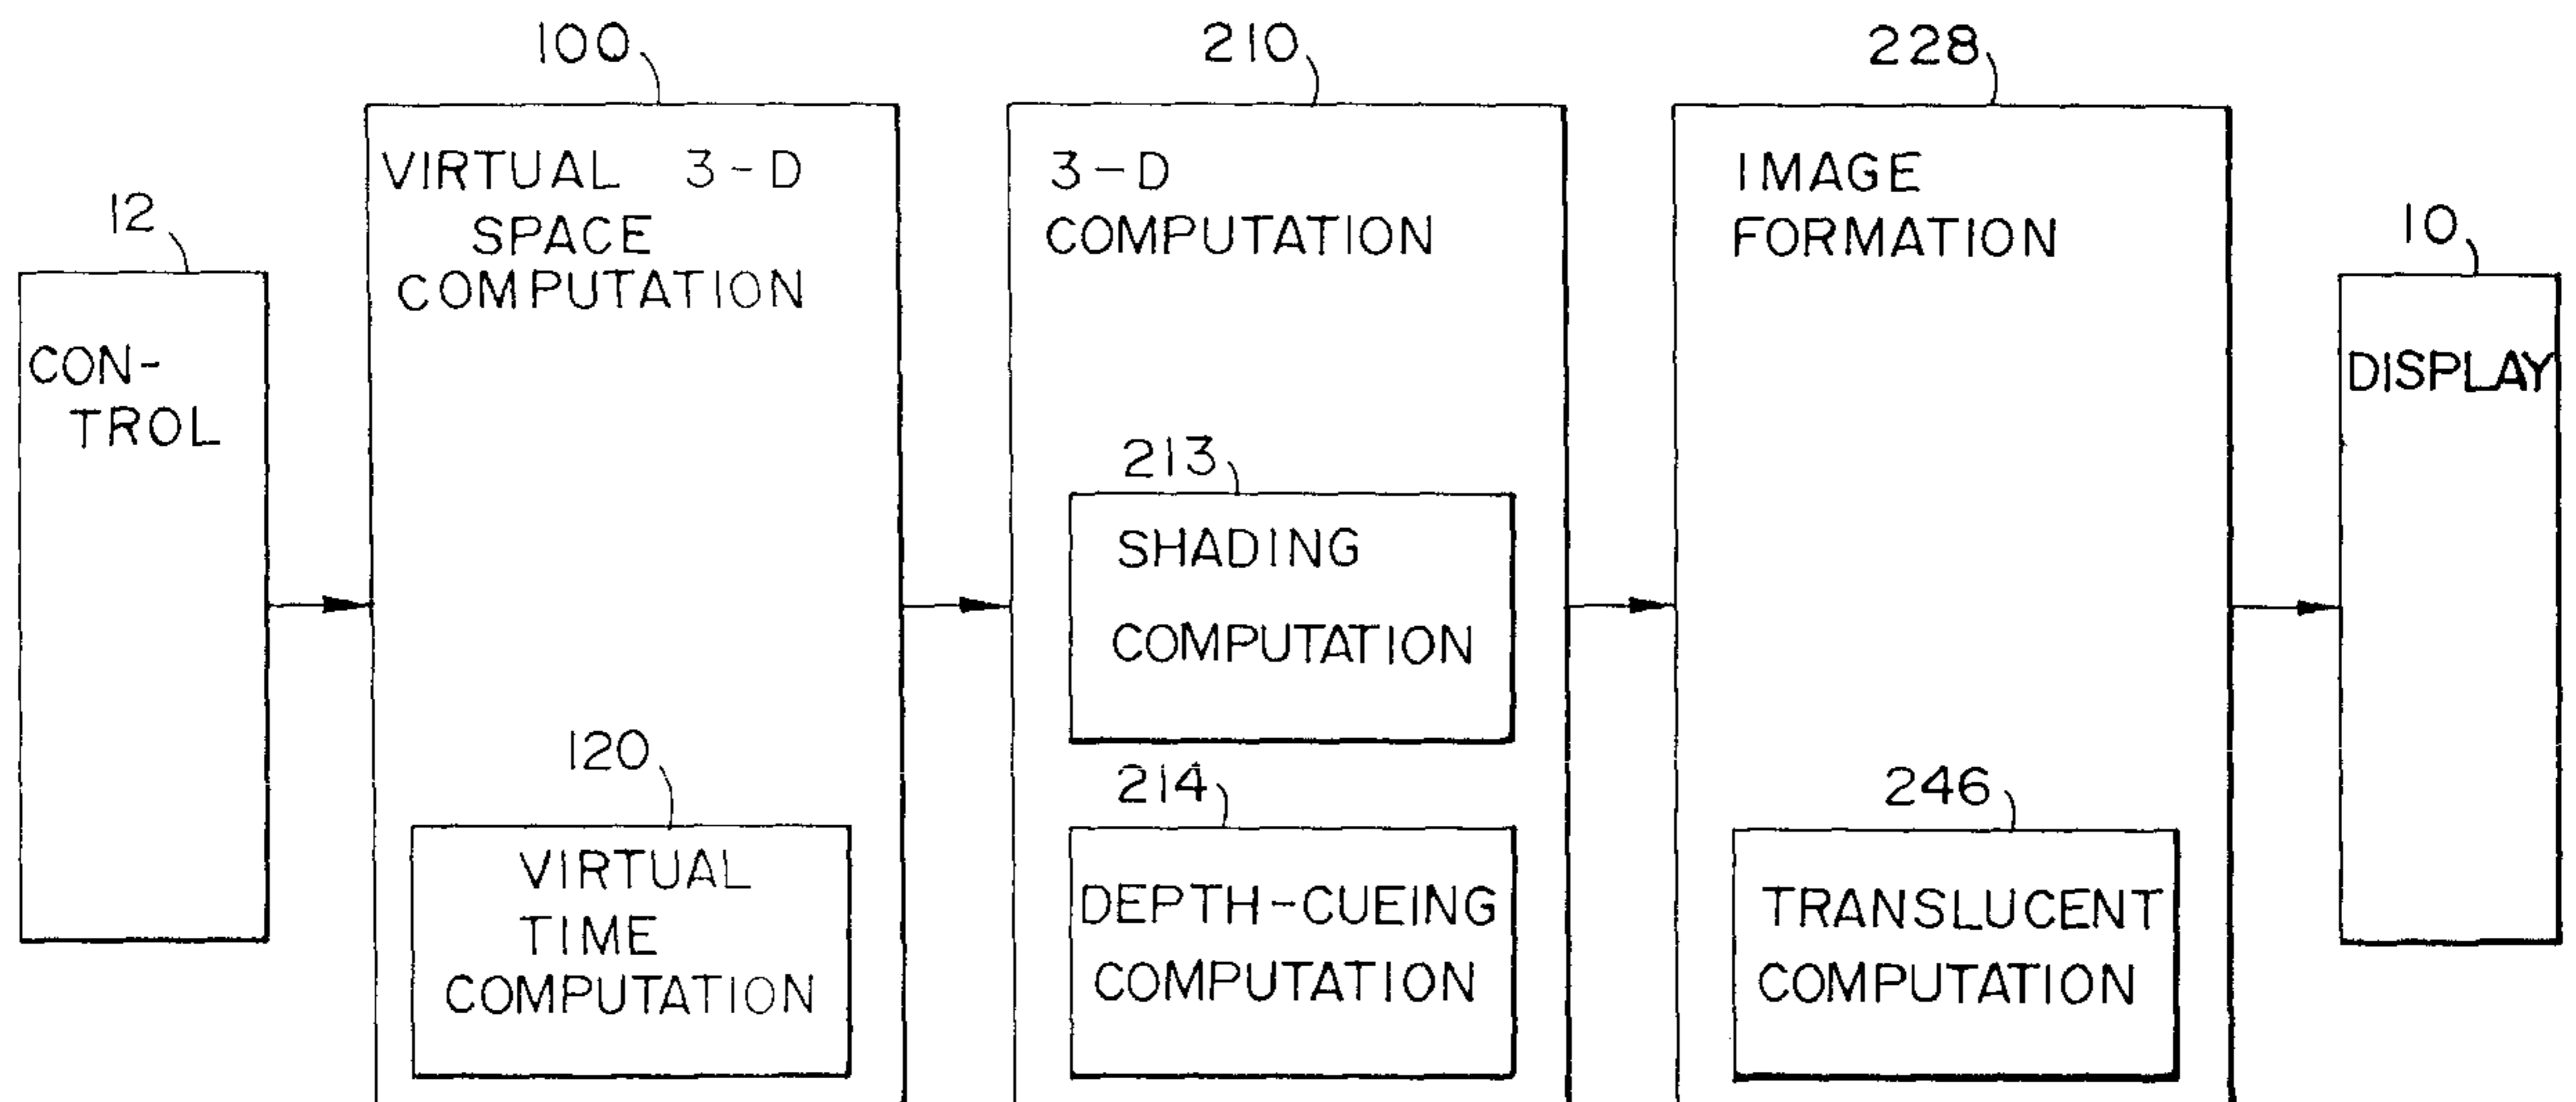 12
CON-
TROL
100
VIRTUAL 3-D
SPACE
COMPUTATION
120
VIRTUAL
TIME
COMPUTATION
210
3-D
COMPUTATION
213
SHADING
COMPUTATION
214
DEPTH-CUEING
COMPUTATION
228
IMAGE
FORMATION
246
TRANSLUCENT
COMPUTATION
10
DISPLAY